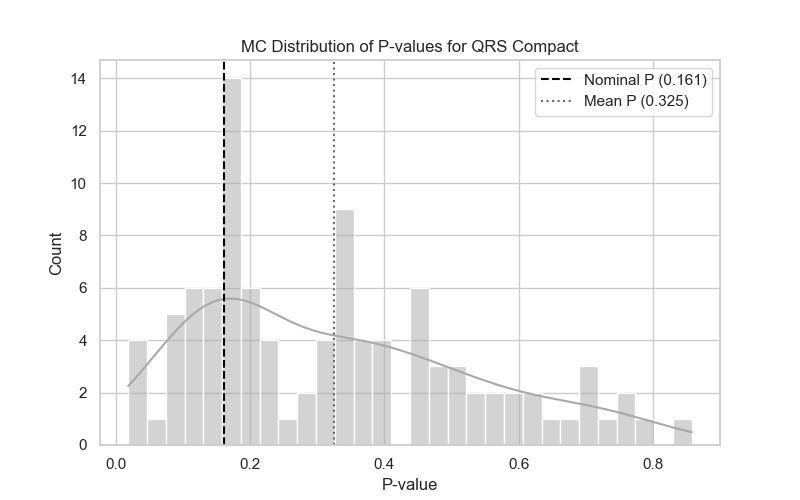 MC Distribution of P-values for QRS Compact
Nominal P (0.161)
Mean P (0.325)
Count
14
12
10
8
6
4
2
0
0.0 0.2 0.4 0.6 0.8
P-value